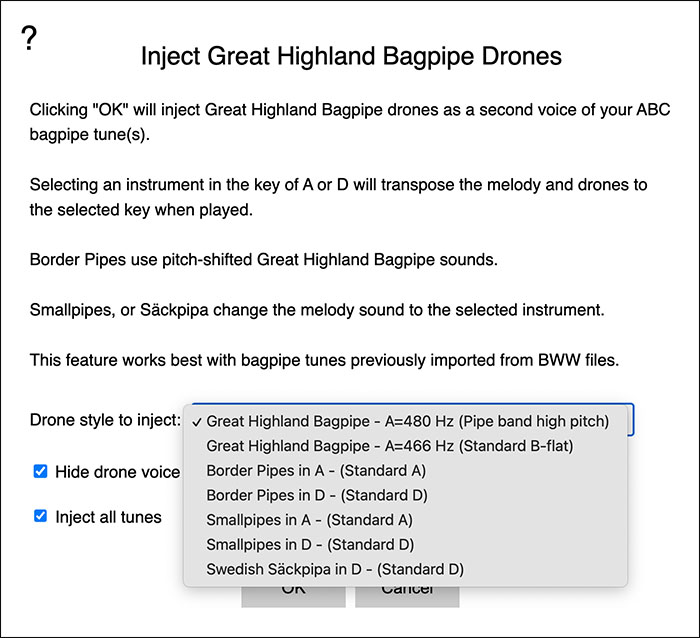 ?
Inject Great Highland Bagpipe Drones
Clicking "OK" will inject Great Highland Bagpipe drones as a second voice of your ABC
bagpipe tune(s).
Selecting an instrument in the key of A or D will transpose the melody and drones to
the selected key when played.
Border Pipes use pitch-shifted Great Highland Bagpipe sounds.
Smallpipes, or Säckpipa change the melody sound to the selected instrument.
This feature works best with bagpipe tunes previously imported from BWW files.
Drone style to inject: ✓ Great Highland Bagpipe - A=480 Hz (Pipe band high pitch)
Great Highland Bagpipe - A=466 Hz (Standard B-flat)
Hide drone voice Border Pipes in A - (Standard A)
Border Pipes in D - (Standard D)
Inject all tunes Smallpipes in A - (Standard A)
Smallpipes in D - (Standard D)
Swedish Säckpipa in D - (Standard D)
OK Cancel